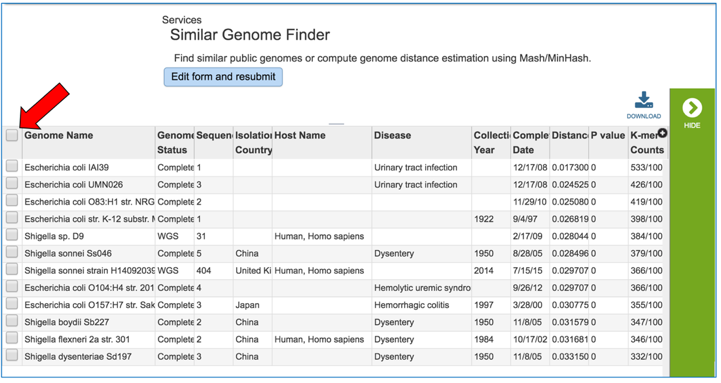 Services
Similar Genome Finder
Find similar public genomes or compute genome distance estimation using Mash/MinHash.
Edit form and resubmit
DOWNLOAD
HIDE
Genome Name Genome Status Sequen Isolation Country Host Name Disease Collecti Year Comple Date Distanc P value K-mer Counts
Escherichia coli IAI39 Complete 1 Urinary tract infection 12/17/08 0.017300 0 533/100
Escherichia coli UMN026 Complete 3 Urinary tract infection 12/17/08 0.024525 0 426/100
Escherichia coli O83:H1 str. NRG Complete 2 11/29/10 0.025080 0 419/100
Escherichia coli str. K-12 substr. M Complete 1 1922 9/4/97 0.026819 0 398/100
Shigella sp. D9 WGS 31 Human, Homo sapiens 2/17/09 0.028044 0 384/100
Shigella sonnei Ss046 Complete 5 China Dysentery 1950 8/28/05 0.028496 0 379/100
Shigella sonnei strain H14092039 WGS 404 United Ki Human, Homo sapiens 2014 7/15/15 0.029707 0 366/100
Escherichia coli O104:H4 str. 201 Complete 4 Hemolytic uremic syndro 9/26/12 0.029707 0 366/100
Escherichia coli O157:H7 str. Sak Complete 3 Japan Hemorrhagic colitis 1997 3/28/00 0.030775 0 355/100
Shigella boydii Sb227 Complete 2 China Dysentery 1950 11/8/05 0.031579 0 347/100
Shigella flexneri 2a str. 301 Complete 2 China Human, Homo sapiens Dysentery 1984 10/17/02 0.031681 0 346/100
Shigella dysenteriae Sd197 Complete 3 China Dysentery 1950 11/8/05 0.033150 0 332/100